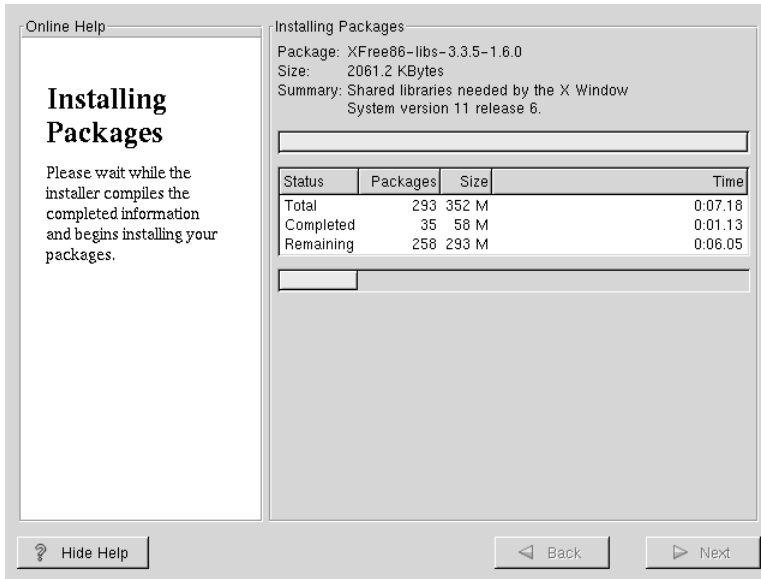 Online Help
Installing
Packages
Please wait while the
installer compiles the
completed information
and begins installing your
packages.
Installing Packages
Package: XFree86-libs-3.3.5-1.6.0
Size: 2061.2 KBytes
Summary: Shared libraries needed by the X Window
System version 11 release 6.
Status Packages Size Time
Total 293 352 M 0:07.18
Completed 35 58 M 0:01.13
Remaining 258 293 M 0:06.05
? Hide Help
Back
Next